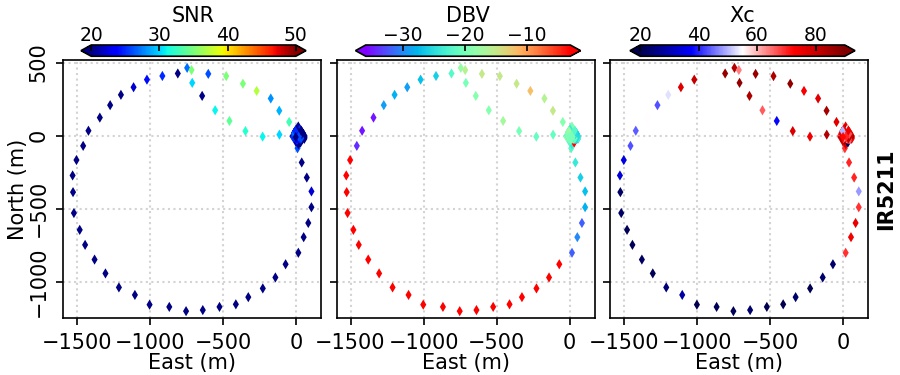 SNR DBV Xc
20 30 40 50 −30 −20 −10 20 40 60 80
500
0
−500
−1000
North (m)
−1500 −1000 −500 0 −1500 −1000 −500 0 −1500 −1000 −500 0
East (m) East (m) East (m)
IR5211